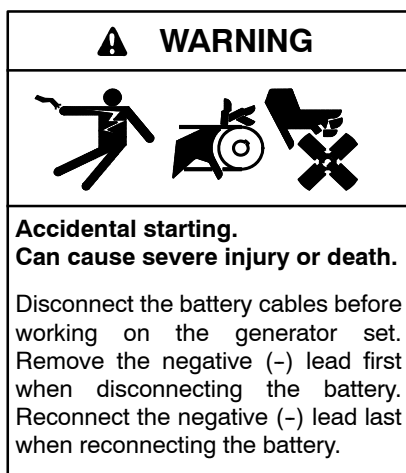 WARNING
Accidental starting.
Can cause severe injury or death.
Disconnect the battery cables before
working on the generator set.
Remove the negative (–) lead first
when disconnecting the battery.
Reconnect the negative (–) lead last
when reconnecting the battery.